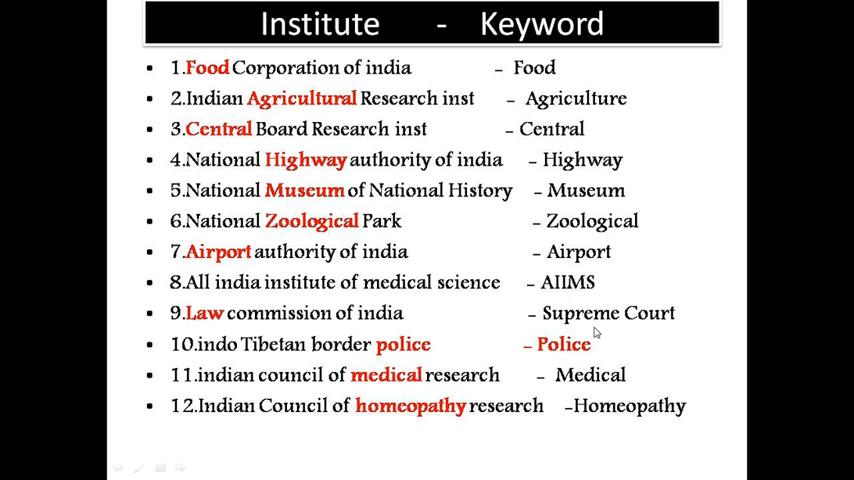 Institute - Keyword
• 1.Food Corporation of india – Food
• 2.Indian Agricultural Research inst – Agriculture
• 3.Central Board Research inst – Central
• 4.National Highway authority of india – Highway
• 5.National Museum of National History – Museum
• 6.National Zoological Park – Zoological
• 7.Airport authority of india – Airport
• 8.All india institute of medical science – AIIMS
• 9.Law commission of india – Supreme Court
• 10.indo Tibetan border police – Police
• 11.indian council of medical research – Medical
• 12.Indian Council of homeopathy research –Homeopathy